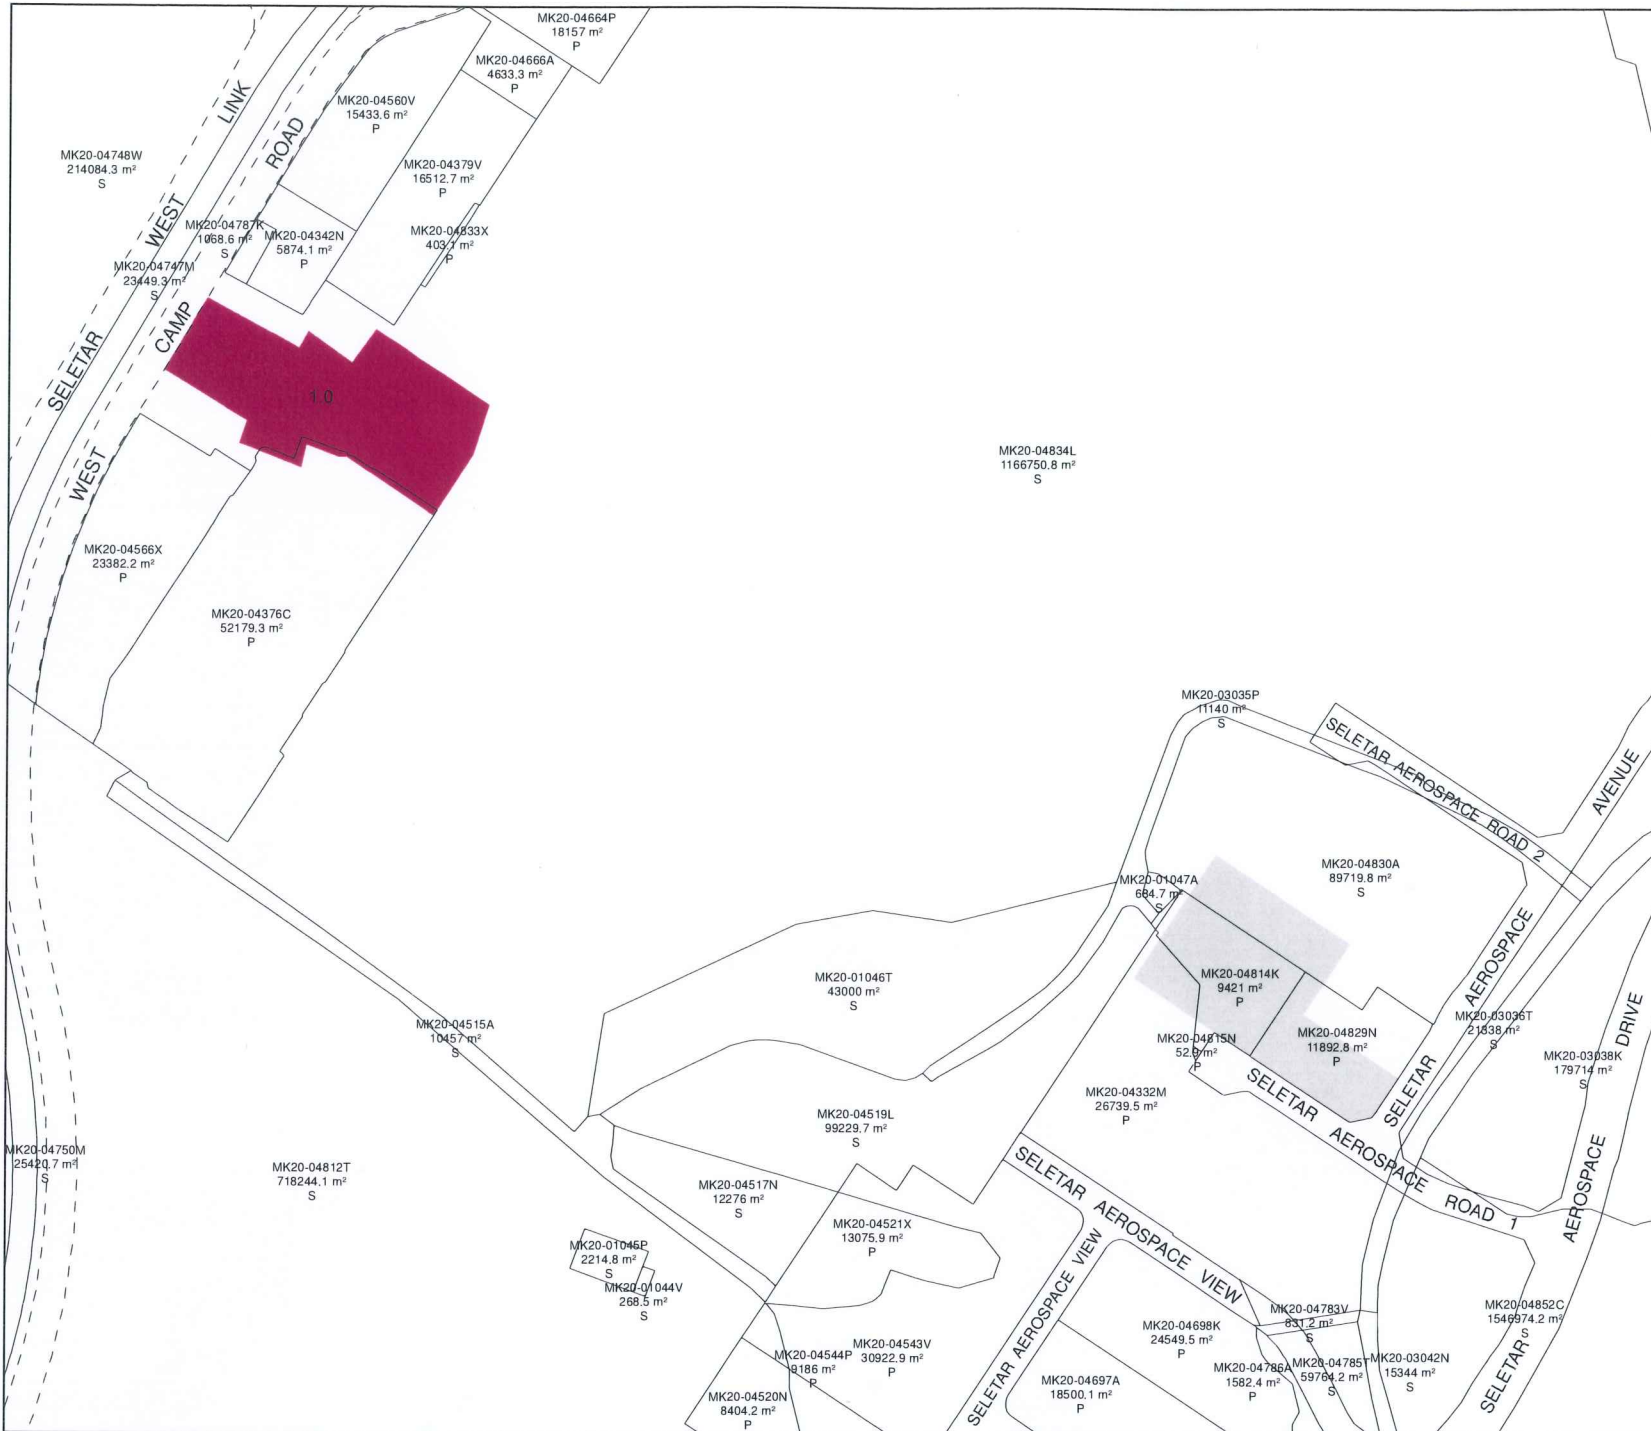 MK20-04664P
18157 m²
P
MK20-04666A
4633.3 m²
P
MK20-04560V
15433.6 m²
P
LINK
ROAD
MK20-04748W
214084.3 m²
S
MK20-04379V
16512.7 m²
P
WEST
MK20-04787K
1068.6 m²
S
MK20-04342N
5874.1 m²
P
MK20-04833X
403.1 m²
P
MK20-04747M
23449.3 m²
S
CAMP
SELETAR
1.0
WEST
MK20-04834L
1166750.8 m²
S
MK20-04566X
23382.2 m²
P
MK20-04376C
52179.3 m²
P
MK20-03035P
11140 m²
S
SELETAR AEROSPACE ROAD 2
AVENUE
MK20-04830A
89719.8 m²
S
MK20-01047A
684.7 m²
S
AEROSPACE
MK20-01046T
43000 m²
S
MK20-04814K
9421 m²
P
MK20-04515A
10457 m²
S
MK20-04815N
52.9 m²
P
MK20-04829N
11892.8 m²
P
MK20-03036T
21338 m²
S
DRIVE
MK20-03038K
179714 m²
S
SELETAR
MK20-04332M
26739.5 m²
P
MK20-04519L
99229.7 m²
S
SELETAR AEROSPACE ROAD 1
AEROSPACE
MK20-04750M
25420.7 m²
S
MK20-04812T
718244.1 m²
S
MK20-04517N
12276 m²
S
MK20-04521X
13075.9 m²
P
SELETAR AEROSPACE VIEW
SELETAR AEROSPACE VIEW
MK20-01045P
2214.8 m²
S
MK20-01044V
268.5 m²
S
MK20-04783V
831.2 m²
S
MK20-04852C
1546974.2 m²
S
SELETAR
MK20-04698K
24549.5 m²
P
MK20-04544P
9186 m²
P
MK20-04543V
30922.9 m²
P
MK20-04786A
1582.4 m²
P
MK20-04785T
59764.2 m²
S
MK20-03042N
15344 m²
S
MK20-04697A
18500.1 m²
P
MK20-04520N
8404.2 m²
P